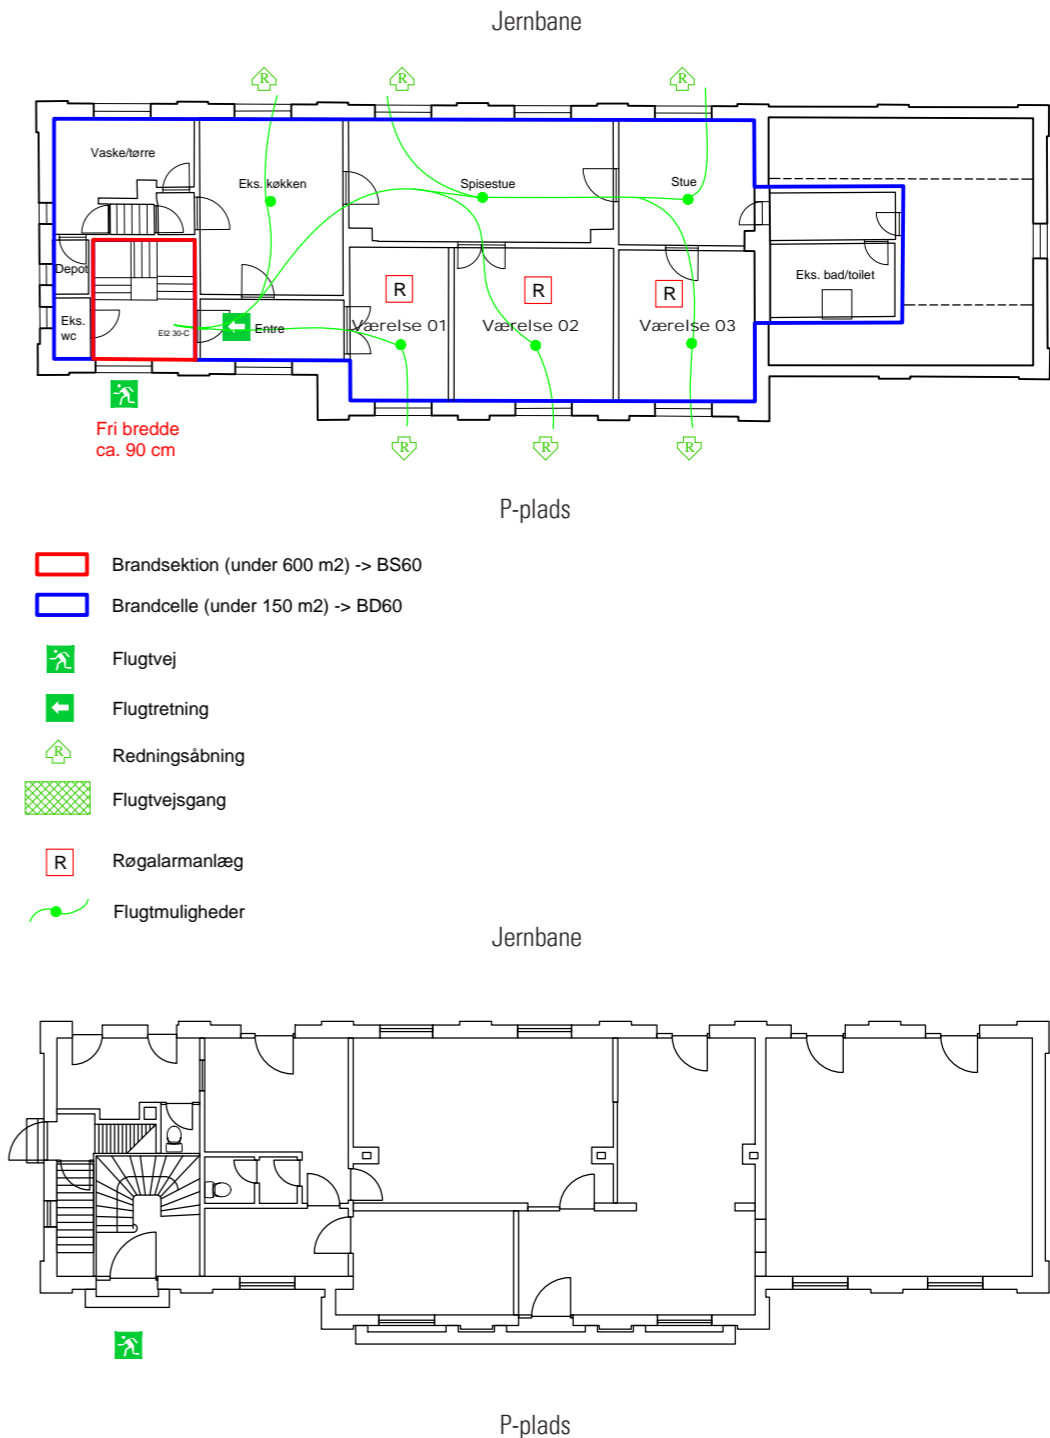 Jernbane
R
R
R
Vaske/tørre
Eks. køkken
Spisestue
Stue
Depot
Eks. bad/toilet
R
R
R
Eks.
wc
EI2 30-C
Entre
Værelse 01
Værelse 02
Værelse 03
Fri bredde
ca. 90 cm
R
R
R
P-plads
Brandsektion (under 600 m2) -> BS60
Brandcelle (under 150 m2) -> BD60
Flugtvej
Flugtretning
R
Redningsåbning
Flugtvejsgang
R
Røgalarmanlæg
Flugtmuligheder
Jernbane
P-plads